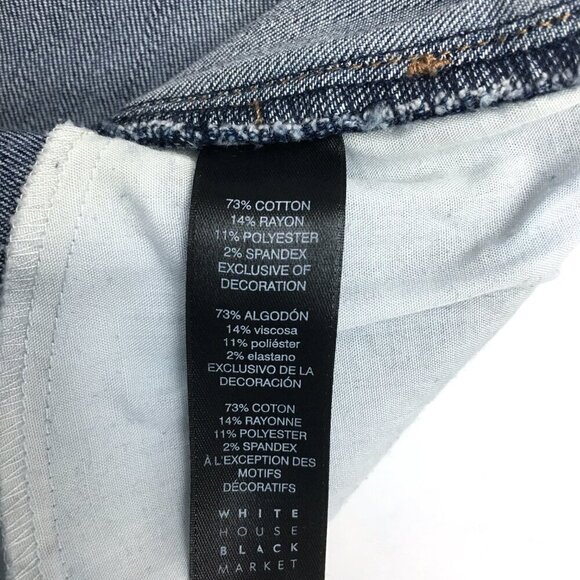 73% COTTON
14% RAYON
11% POLYESTER
2% SPANDEX
EXCLUSIVE OF
DECORATION
73% ALGODÓN
14% viscosa
11% poliéster
2% elastano
EXCLUSIVO DE LA
DECORACIÓN
73% COTON
14% RAYONNE
11% POLYESTER
2% SPANDEX
À L'EXCEPTION DES
MOTIFS
DÉCORATIFS
WHITE
HOUSE
BLACK
MARKET